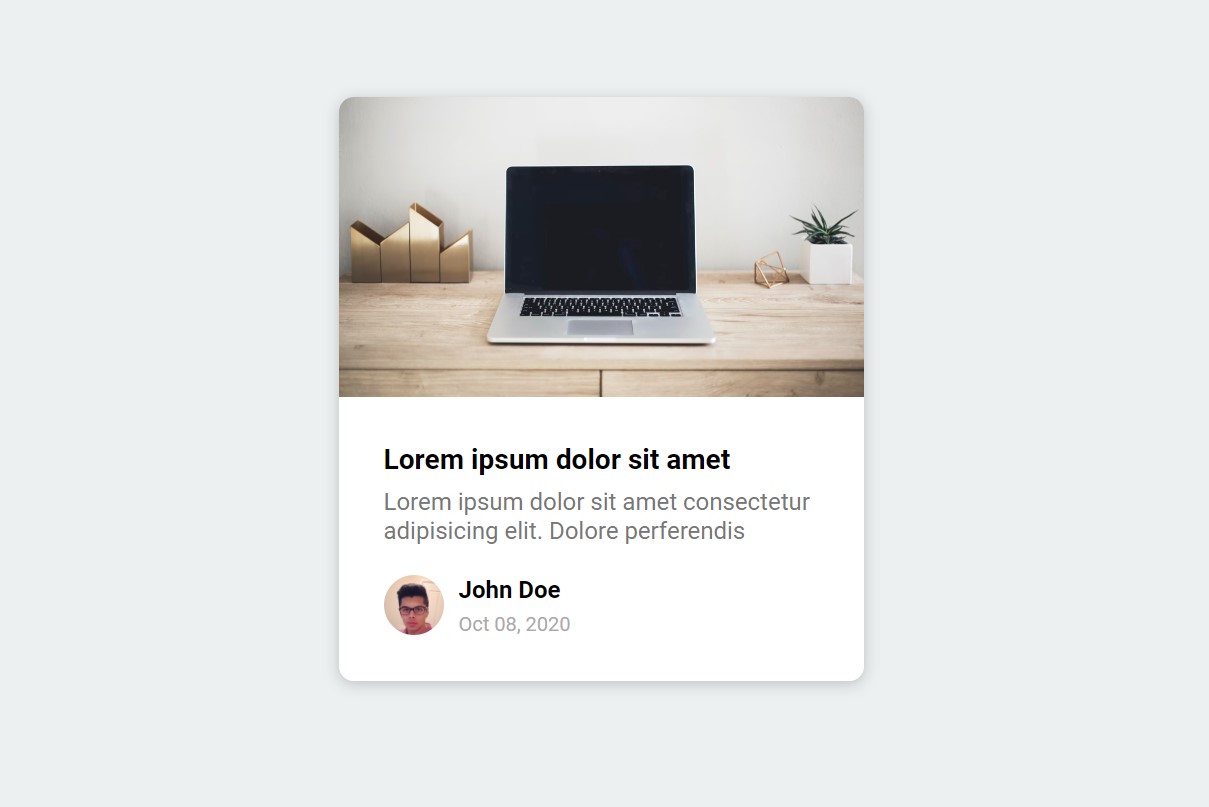 Lorem ipsum dolor sit amet
Lorem ipsum dolor sit amet consectetur
adipisicing elit. Dolore perferendis
John Doe
Oct 08, 2020